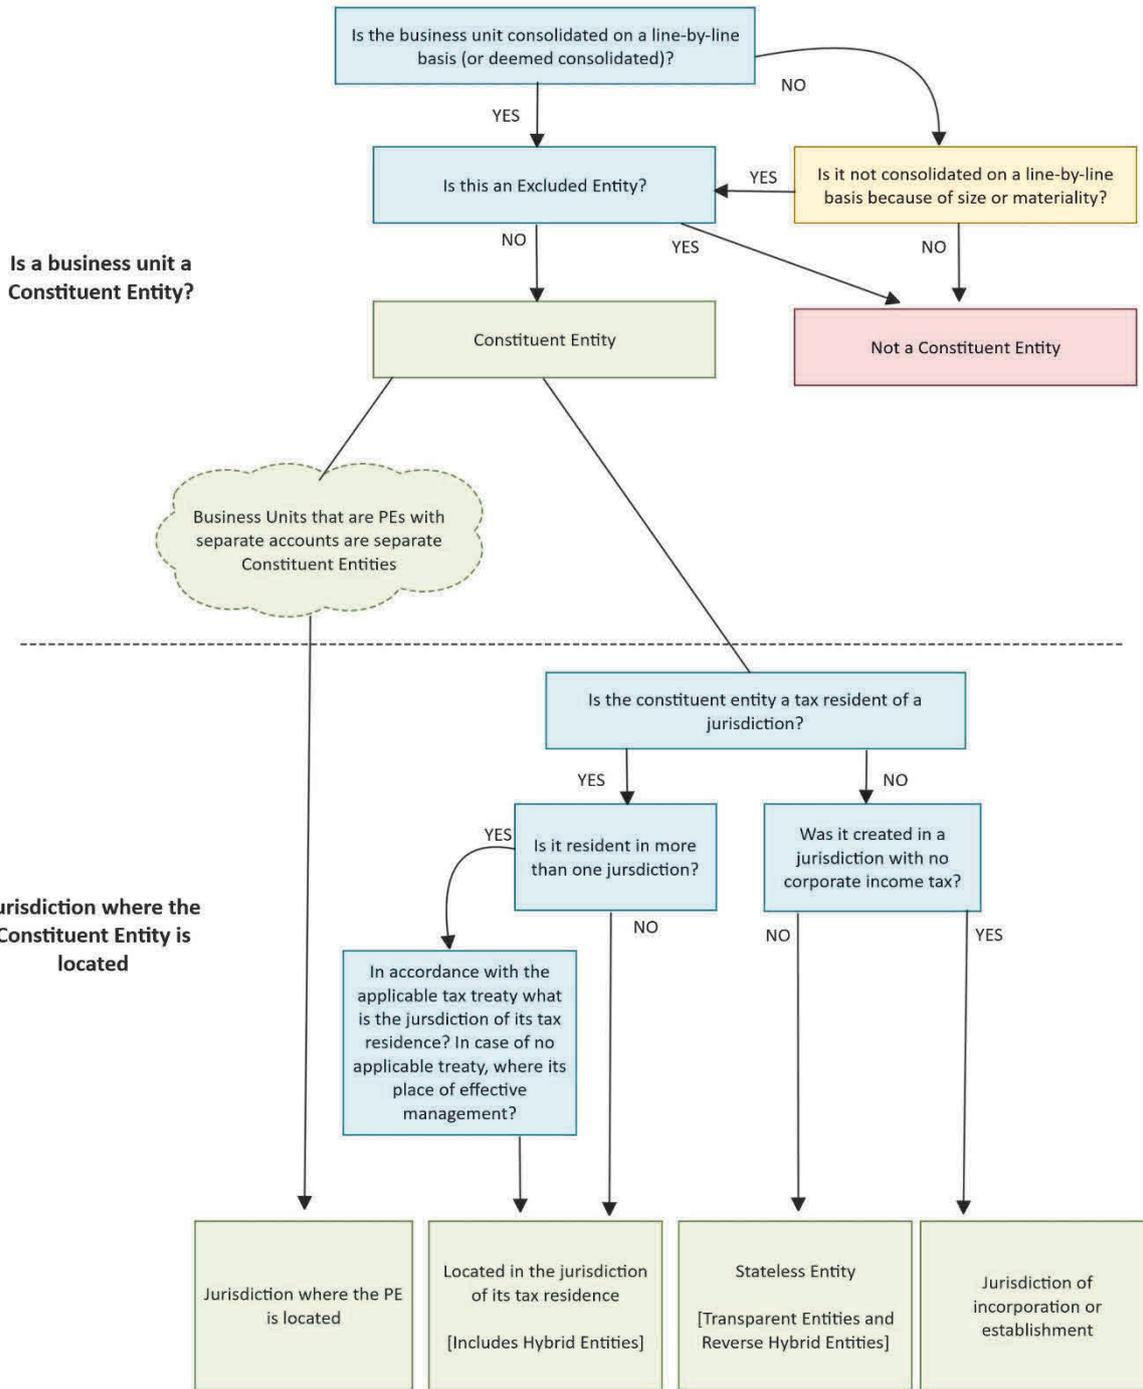 Is the business unit consolidated on a line-by-line
basis (or deemed consolidated)?
NO
YES
Is this an Excluded Entity?
YES
Is it not consolidated on a line-by-line
basis because of size or materiality?
NO
YES
NO
Is a business unit a
Constituent Entity?
Constituent Entity
Not a Constituent Entity
Business Units that are PEs with
separate accounts are separate
Constituent Entities
Is the constituent entity a tax resident of a
jurisdiction?
YES
NO
YES
Is it resident in more
than one jursdiction?
Was it created in a
jurisdiction with no
corporate income tax?
NO
NO
YES
urisdiction where the
Constituent Entity is
located
In accordance with the
applicable tax treaty what
is the jursdiction of its tax
residence? In case of no
applicable treaty, where its
place of effective
management?
Jurisdiction where the PE
is located
Located in the jurisdiction
of its tax residence
[Includes Hybrid Entities]
Stateless Entity
[Transparent Entities and
Reverse Hybrid Entities]
Jurisdiction of
incorporation or
establishment